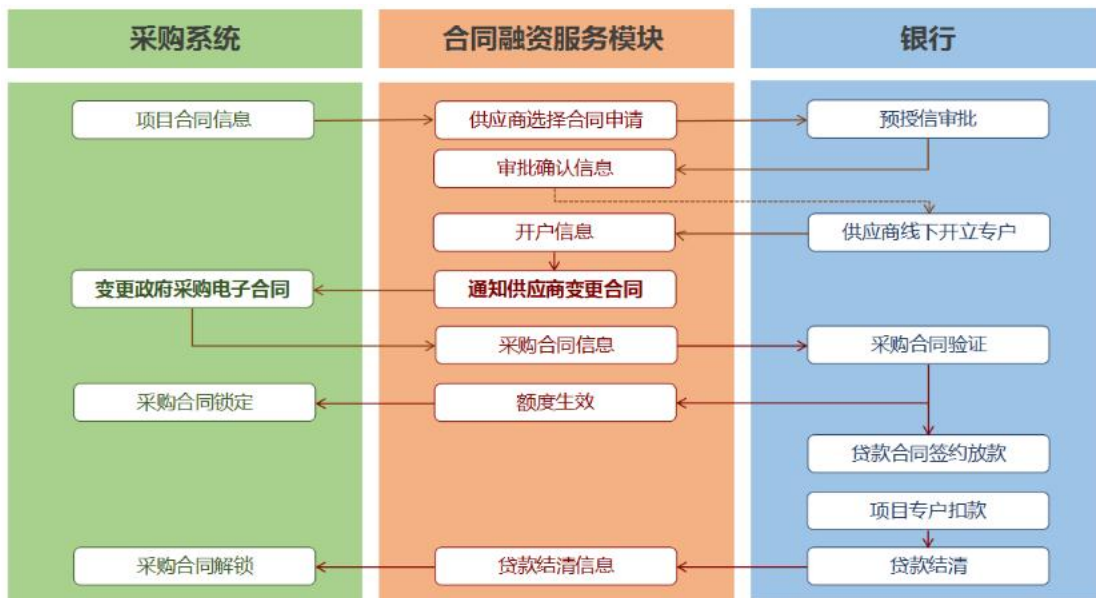 采购系统
合同融资服务模块
银行
项目合同信息
供应商选择合同申请
预授信审批
审批确认信息
开户信息
供应商线下开立专户
变更政府采购电子合同
通知供应商变更合同
采购合同信息
采购合同验证
采购合同锁定
额度生效
贷款合同签约放款
项目专户扣款
采购合同解锁
贷款结清信息
贷款结清